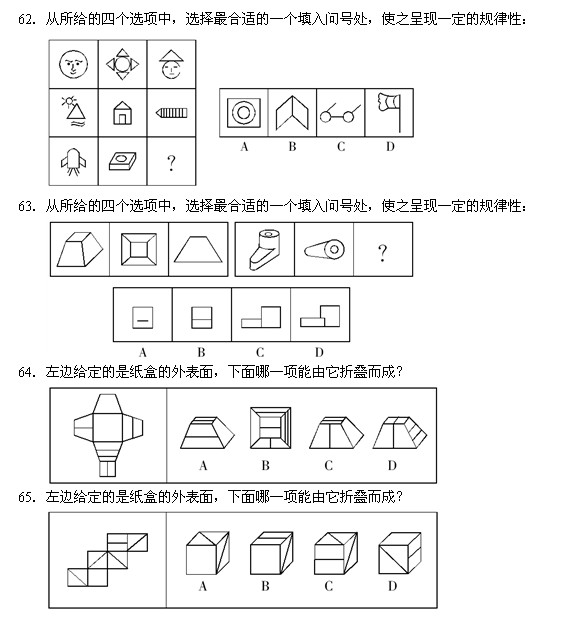 62. 从所给的四个选项中，选择最合适的一个填入问号处，使之呈现一定的规律性：
?
A B C D
63. 从所给的四个选项中，选择最合适的一个填入问号处，使之呈现一定的规律性：
?
A B C D
64. 左边给定的是纸盒的外表面，下面哪一项能由它折叠而成？
A B C D
65. 左边给定的是纸盒的外表面，下面哪一项能由它折叠而成？
A B C D